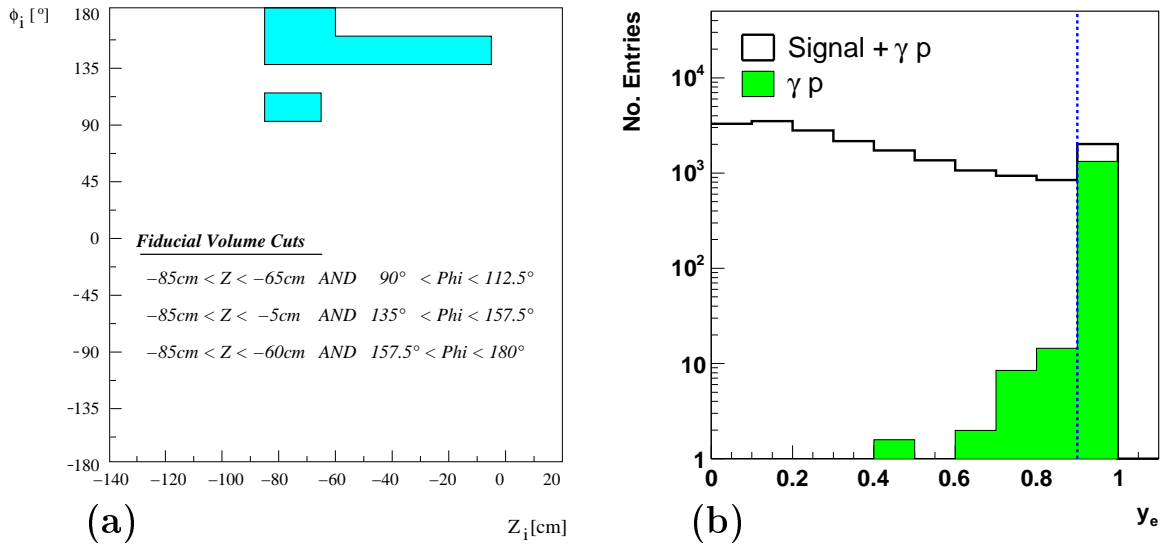 ϕi [°]
180
135
90
45
0
-45
-90
-135
-180
Fiducial Volume Cuts
−85cm < Z < −65cm AND 90° < Phi < 112.5°
−85cm < Z < −5cm AND 135° < Phi < 157.5°
−85cm < Z < −60cm AND 157.5° < Phi < 180°
−140 −120 −100 −80 −60 −40 −20 0 20
(a)
Z i [cm]
No. Entries
Signal + γ p
γ p
10^4
10^3
10^2
10
1
0 0.2 0.4 0.6 0.8 1
(b)
ye